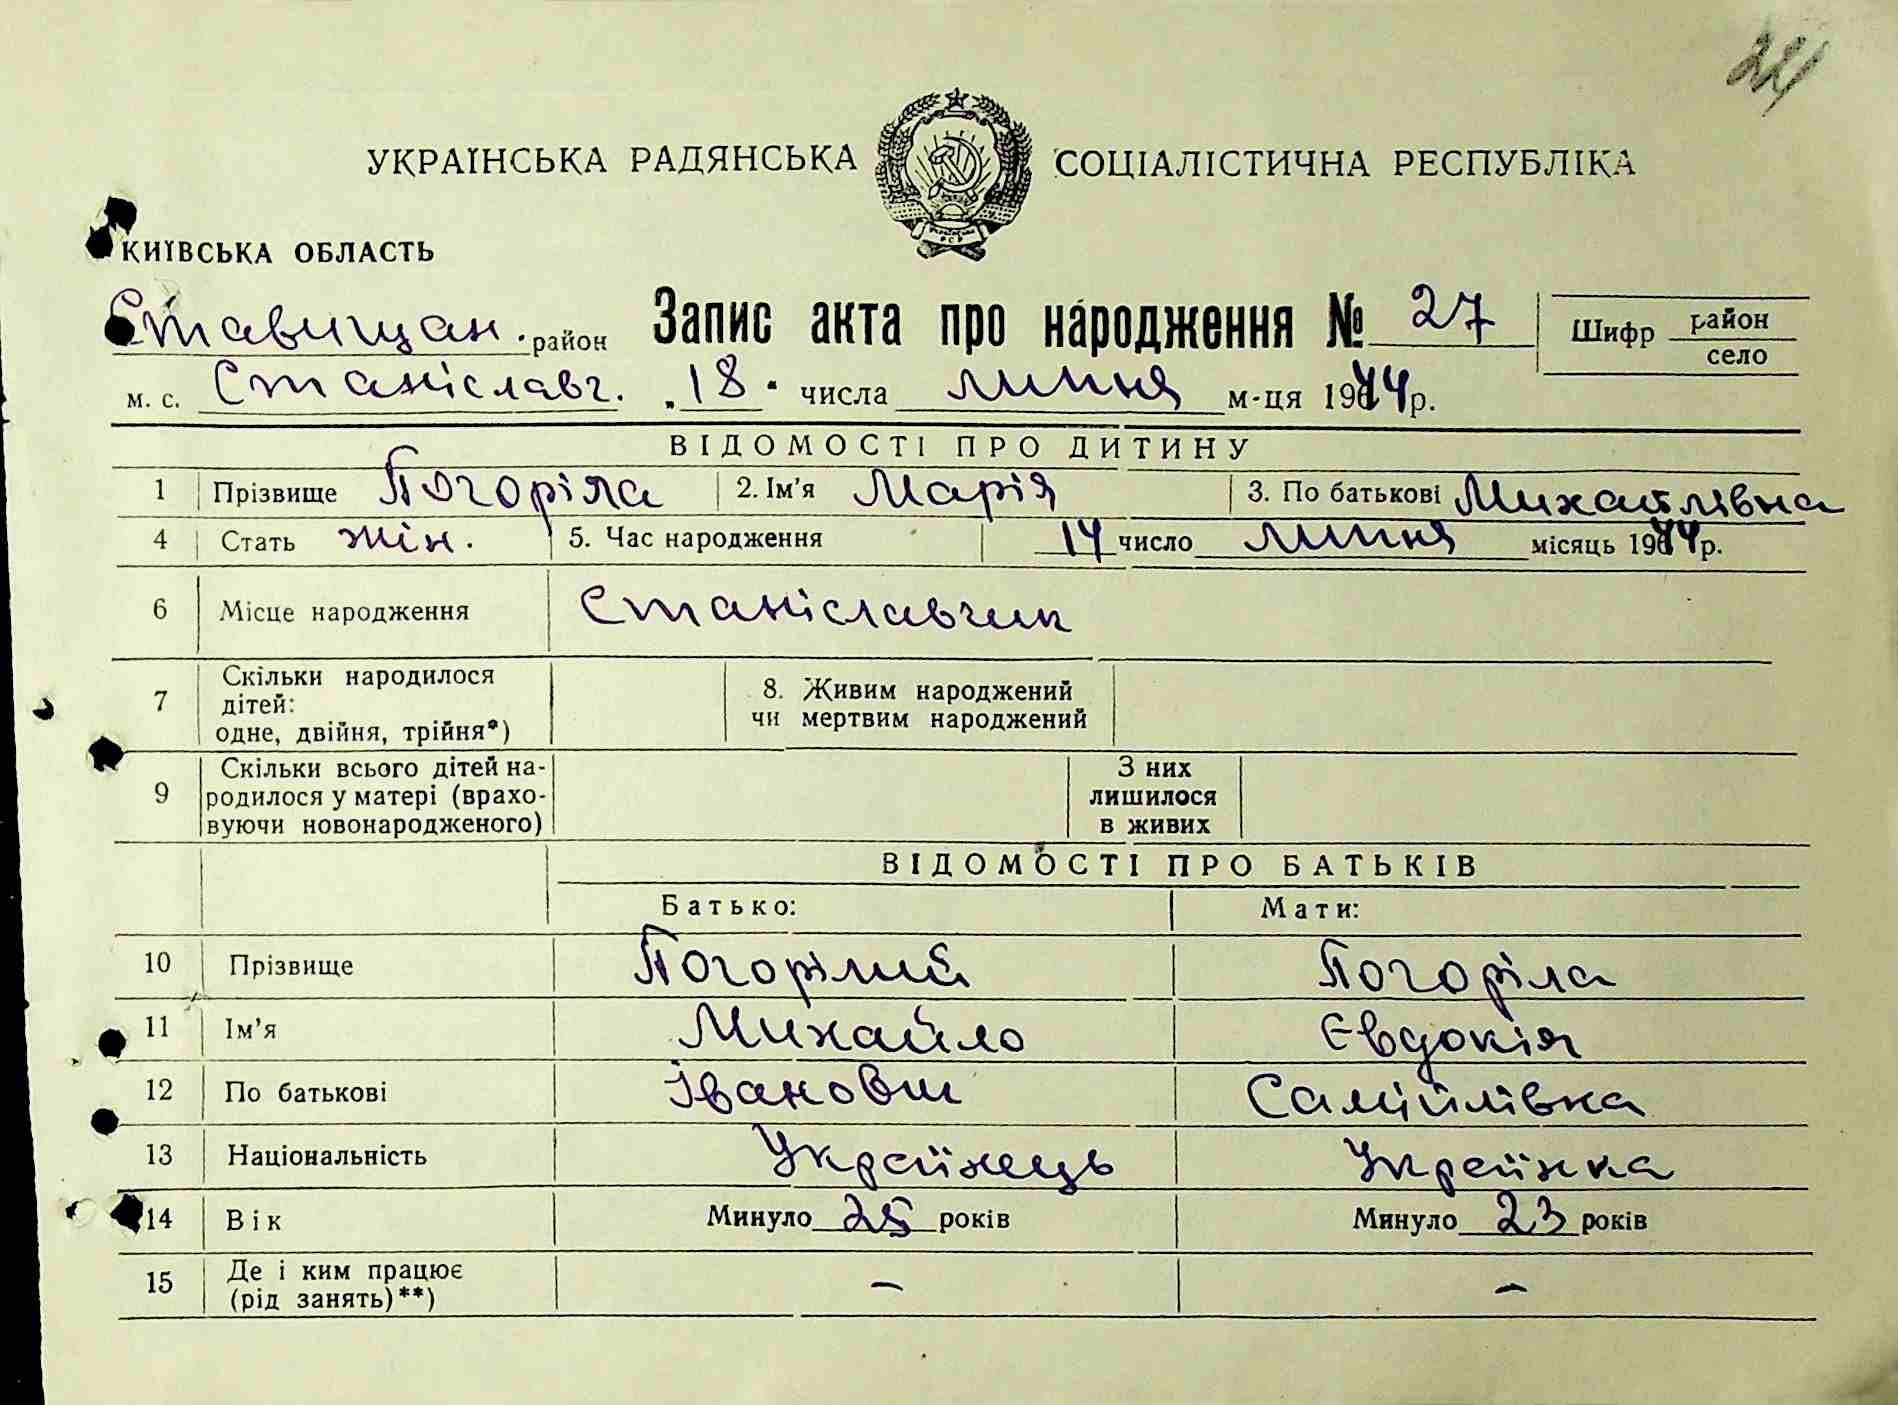 24
УКРАЇНСЬКА РАДЯНСЬКА СОЦІАЛІСТИЧНА РЕСПУБЛІКА
КИЇВСЬКА ОБЛАСТЬ
Ставищан. район Запис акта про народження № 27 Шифр район
село
м. с. Станіславч. „18" числа липня м-ця 1944 р.
ВІДОМОСТІ ПРО ДИТИНУ
1 Прізвище Погоріла 2. Ім'я Марія 3. По батькові Михайлівна
4 Стать жін. 5. Час народження 14 число липня місяць 1944 р.
6 Місце народження Станіславчик
7 Скільки народилося дітей: одне, двійня, трійня*) 8. Живим народжений чи мертвим народжений
9 Скільки всього дітей народилося у матері (враховуючи новонародженого) З них лишилося в живих
ВІДОМОСТІ ПРО БАТЬКІВ
Батько: Мати:
10 Прізвище Погорілий Погоріла
11 Ім'я Михайло Євдокія
12 По батькові Іванович Самійлівна
13 Національність Українець Українка
14 Вік Минуло 25 років Минуло 23 років
15 Де і ким працює (рід занять)**) – –